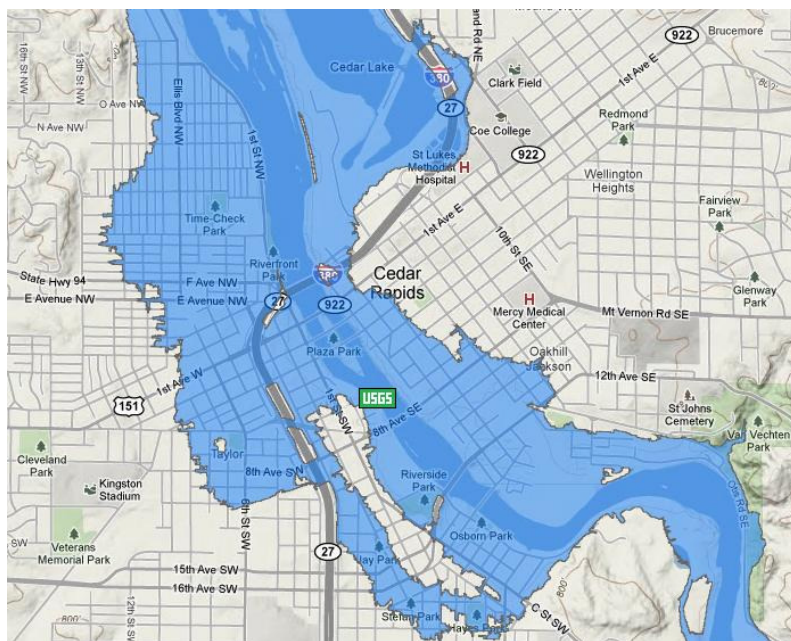 922
Brucemore
1st Ave E
16th St NW
13th St NW
Cedar Lake
380
Clark Field
Ellis Blvd NW
O Ave NW
27
Coe College
Redmond Park
N Ave NW
1st St NW
St Lukes
Methodist
Hospital
H
922
Wellington
Heights
Time-Check
Park
1st Ave E
10th St SE
Fairview
Park
Riverfront
Park
State Hwy 94
F Ave NW
380
Cedar
Rapids
Glenway Park
E Avenue NW
E Avenue NW
27
922
H
Mercy Medical
Center
Mt Vernon Rd SE
Plaza Park
Oakhill
Jackson
1st Ave W
12th Ave SE
151
1st St SW
USGS
8th Ave SE
St Johns
Cemetery
Cleveland
Park
Taylor
Van Vechten
Park
Kingston
Stadium
8th Ave SW
Riverside
Park
Otis Rd SE
6th St SW
Osborn Park
SW
Veterans
Memorial Park
27
Jay Park
800'
15th Ave SW
16th Ave SW
C St SW
800'
12th St SW
Hayes Park